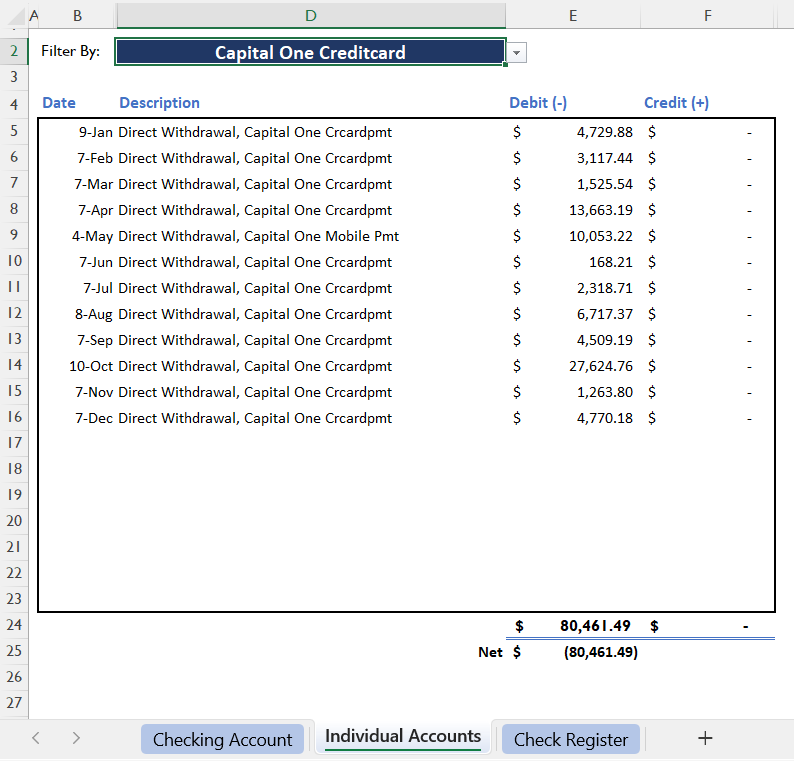 A B D E F
2 Filter By: Capital One Creditcard
3
4 Date Description Debit (-) Credit (+)
5 9-Jan Direct Withdrawal, Capital One Crcardpmt $ 4,729.88 $ -
6 7-Feb Direct Withdrawal, Capital One Crcardpmt $ 3,117.44 $ -
7 7-Mar Direct Withdrawal, Capital One Crcardpmt $ 1,525.54 $ -
8 7-Apr Direct Withdrawal, Capital One Crcardpmt $ 13,663.19 $ -
9 4-May Direct Withdrawal, Capital One Mobile Pmt $ 10,053.22 $ -
10 7-Jun Direct Withdrawal, Capital One Crcardpmt $ 168.21 $ -
11 7-Jul Direct Withdrawal, Capital One Crcardpmt $ 2,318.71 $ -
12 8-Aug Direct Withdrawal, Capital One Crcardpmt $ 6,717.37 $ -
13 7-Sep Direct Withdrawal, Capital One Crcardpmt $ 4,509.19 $ -
14 10-Oct Direct Withdrawal, Capital One Crcardpmt $ 27,624.76 $ -
15 7-Nov Direct Withdrawal, Capital One Crcardpmt $ 1,263.80 $ -
16 7-Dec Direct Withdrawal, Capital One Crcardpmt $ 4,770.18 $ -
17
18
19
20
21
22
23
24 $ 80,461.49 $ -
25 Net $ (80,461.49)
26
27
Checking Account Individual Accounts Check Register +